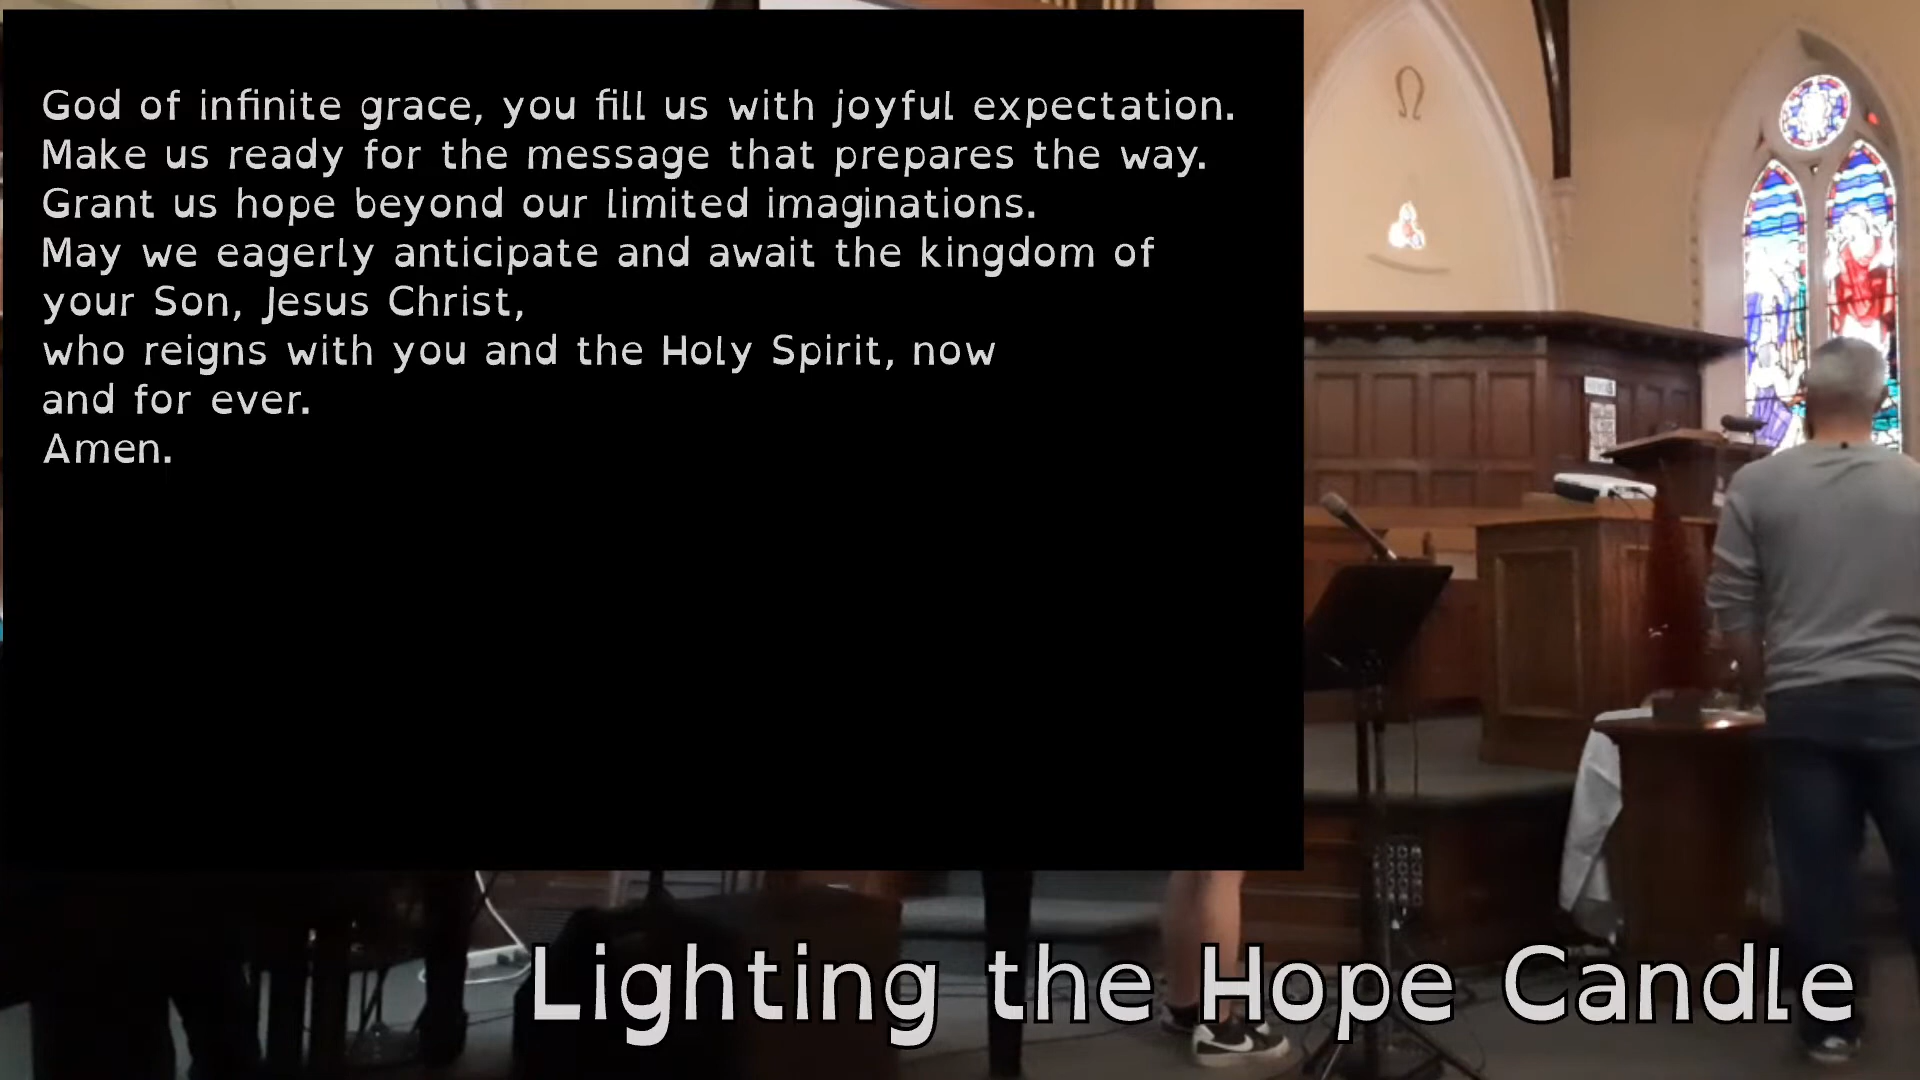 God of infinite grace, you fill us with joyful expectation.
Make us ready for the message that prepares the way.
Grant us hope beyond our limited imaginations.
May we eagerly anticipate and await the kingdom of
your Son, Jesus Christ,
who reigns with you and the Holy Spirit, now
and for ever.
Amen.
Lighting the Hope Candle